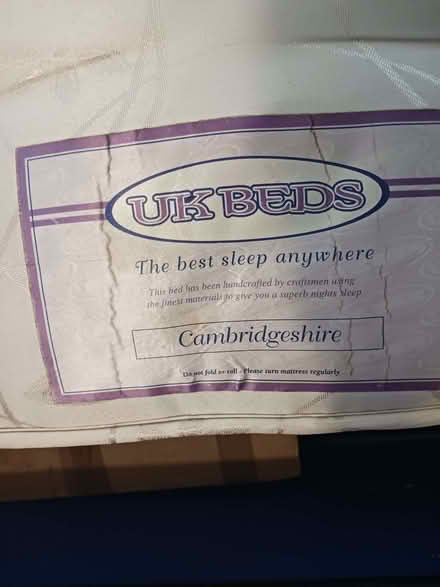 UK BEDS
The best sleep anywhere
This bed has been handcrafted by craftsmen using
the finest materials to give you a superb nights sleep
Cambridgeshire
Do not fold or roll - Please turn mattress regularly